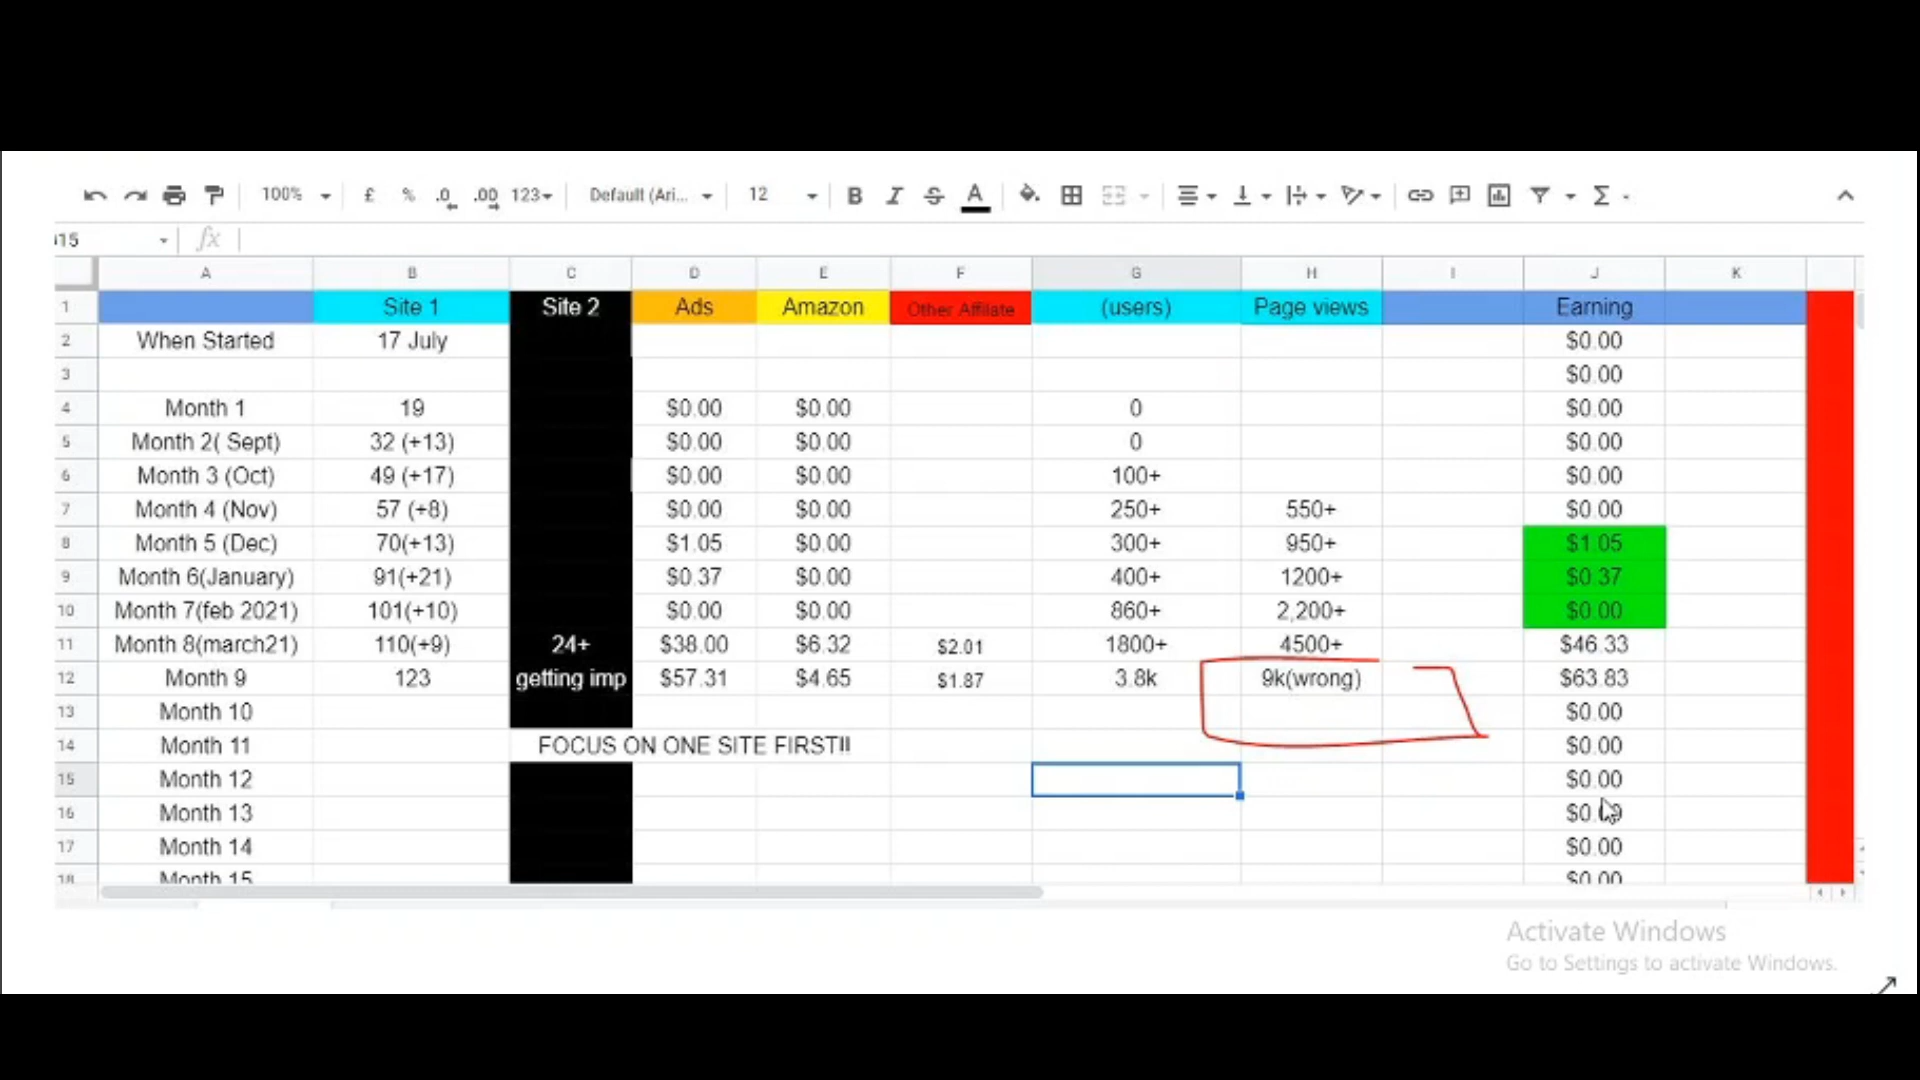 100% £ % .0 .00 123 Default (Ari... 12 B I S A Σ
15 fx
A B C D E F G H I J K
1 Site 1 Site 2 Ads Amazon Other Affilate (users) Page views Earning
2 When Started 17 July $0.00
3 $0.00
4 Month 1 19 $0.00 $0.00 0 $0.00
5 Month 2( Sept) 32 (+13) $0.00 $0.00 0 $0.00
6 Month 3 (Oct) 49 (+17) $0.00 $0.00 100+ $0.00
7 Month 4 (Nov) 57 (+8) $0.00 $0.00 250+ 550+ $0.00
8 Month 5 (Dec) 70(+13) $1.05 $0.00 300+ 950+ $1.05
9 Month 6(January) 91(+21) $0.37 $0.00 400+ 1200+ $0.37
10 Month 7(feb 2021) 101(+10) $0.00 $0.00 860+ 2,200+ $0.00
11 Month 8(march21) 110(+9) 24+ $38.00 $6.32 $2.01 1800+ 4500+ $46.33
12 Month 9 123 getting imp $57.31 $4.65 $1.87 3.8k 9k(wrong) $63.83
13 Month 10 $0.00
14 Month 11 FOCUS ON ONE SITE FIRST!! $0.00
15 Month 12 $0.00
16 Month 13
17 Month 14 $0.00
18 Month 15 $0.00
Activate Windows
Go to Settings to activate Windows.